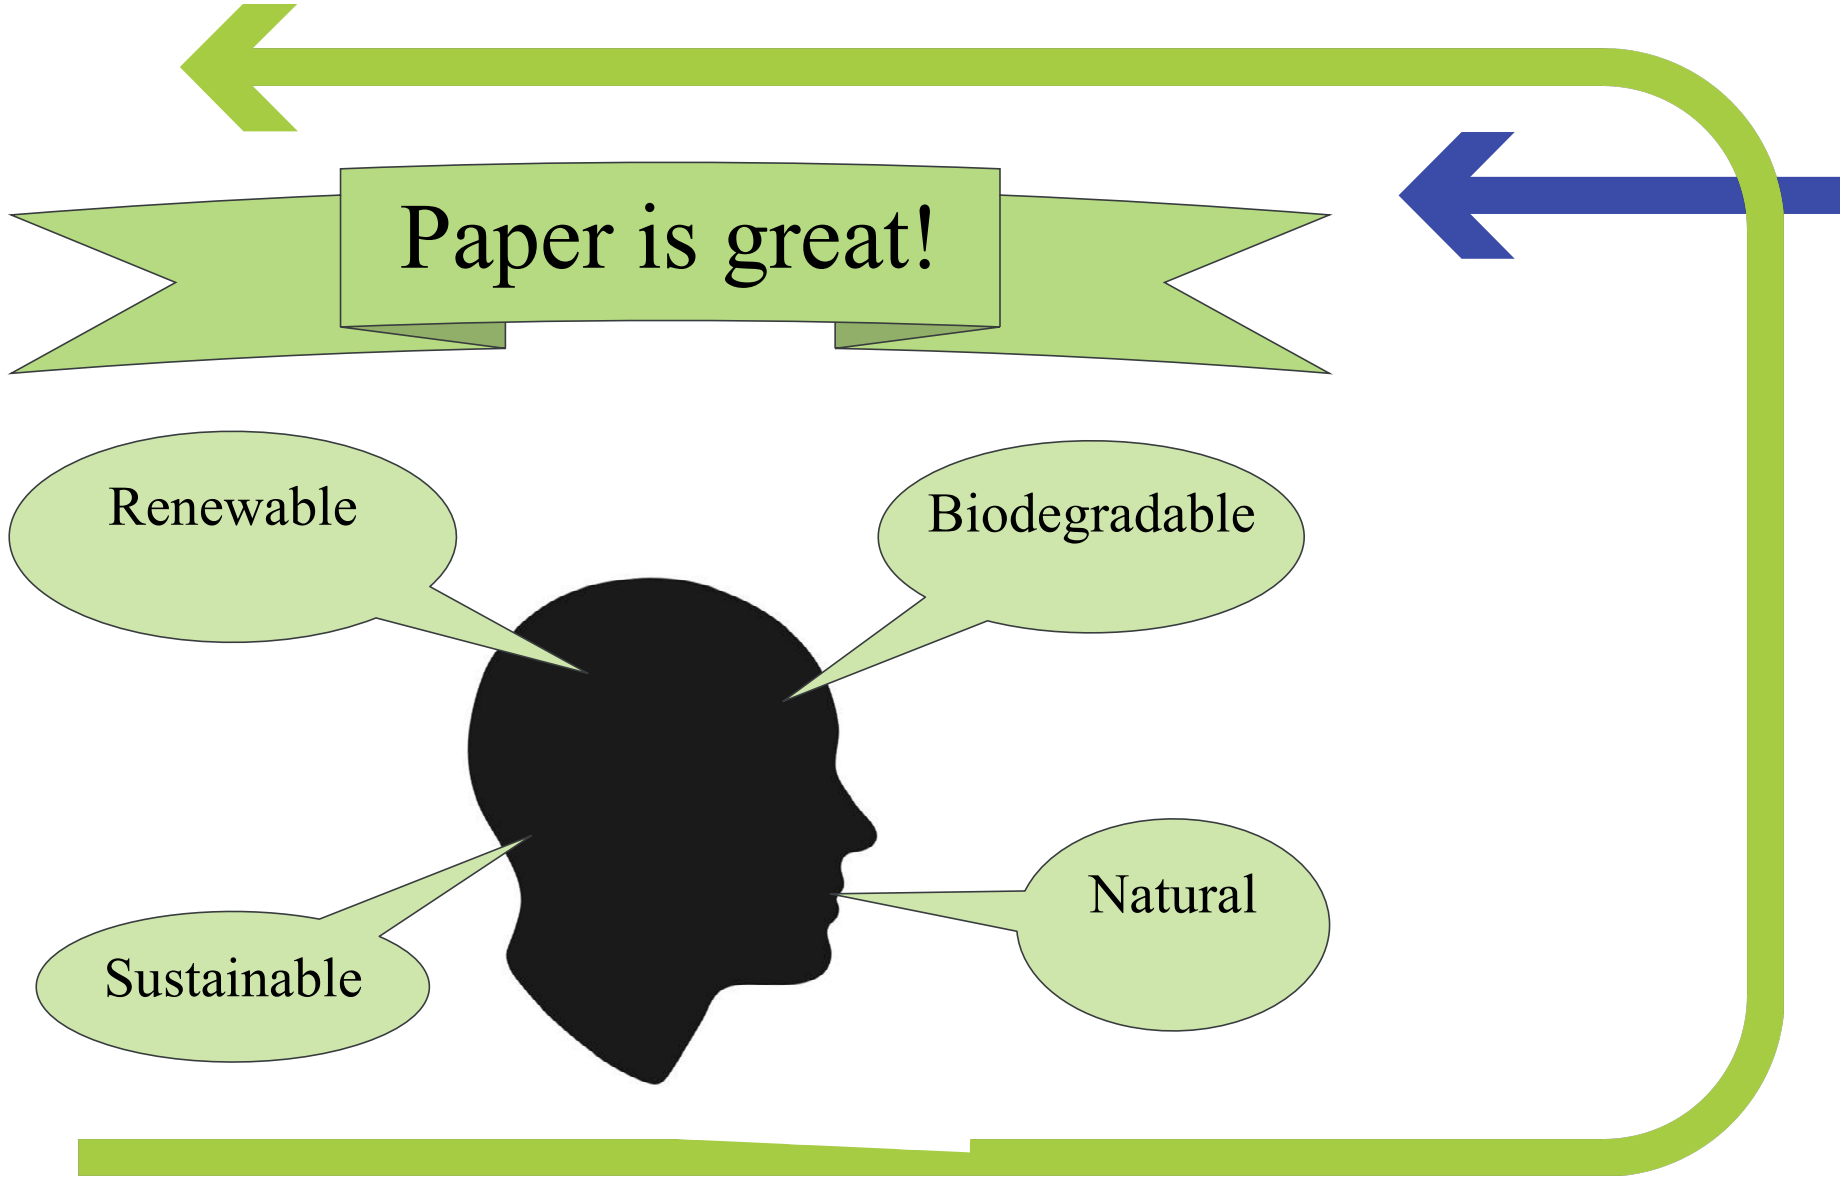 Paper is great!
Renewable
Biodegradable
Natural
Sustainable